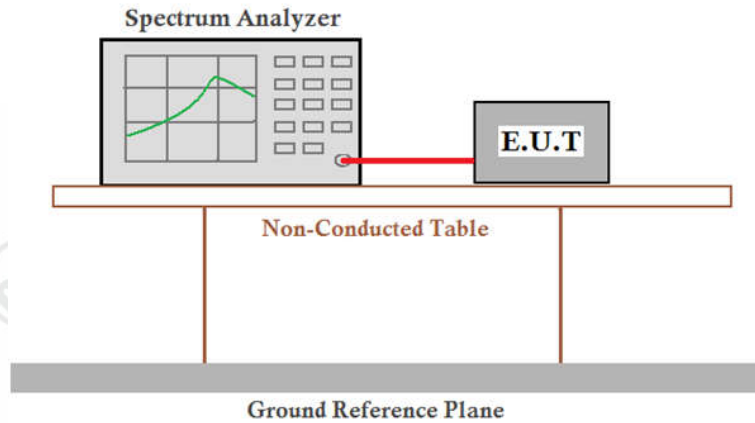 Spectrum Analyzer
E.U.T
Non-Conducted Table
Ground Reference Plane